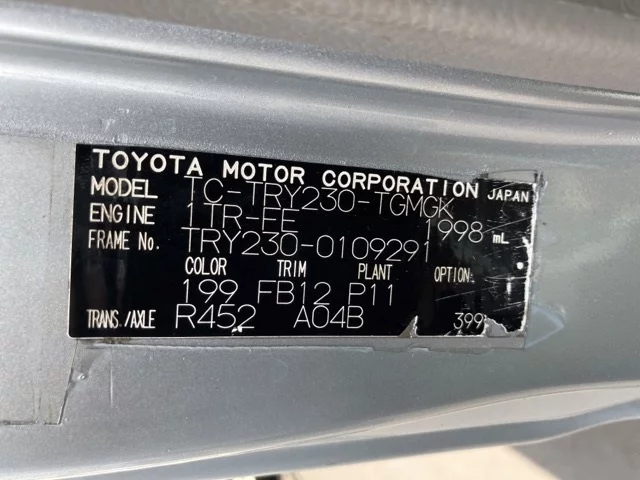 TOYOTA MOTOR CORPORATION JAPAN
MODEL TC-TRY230-TGMGK
ENGINE 1TR-FE 1998 mL
FRAME No. TRY230-0109291
COLOR TRIM PLANT OPTION
199 FB12 P11
TRANS/AXLE R452 A04B 399